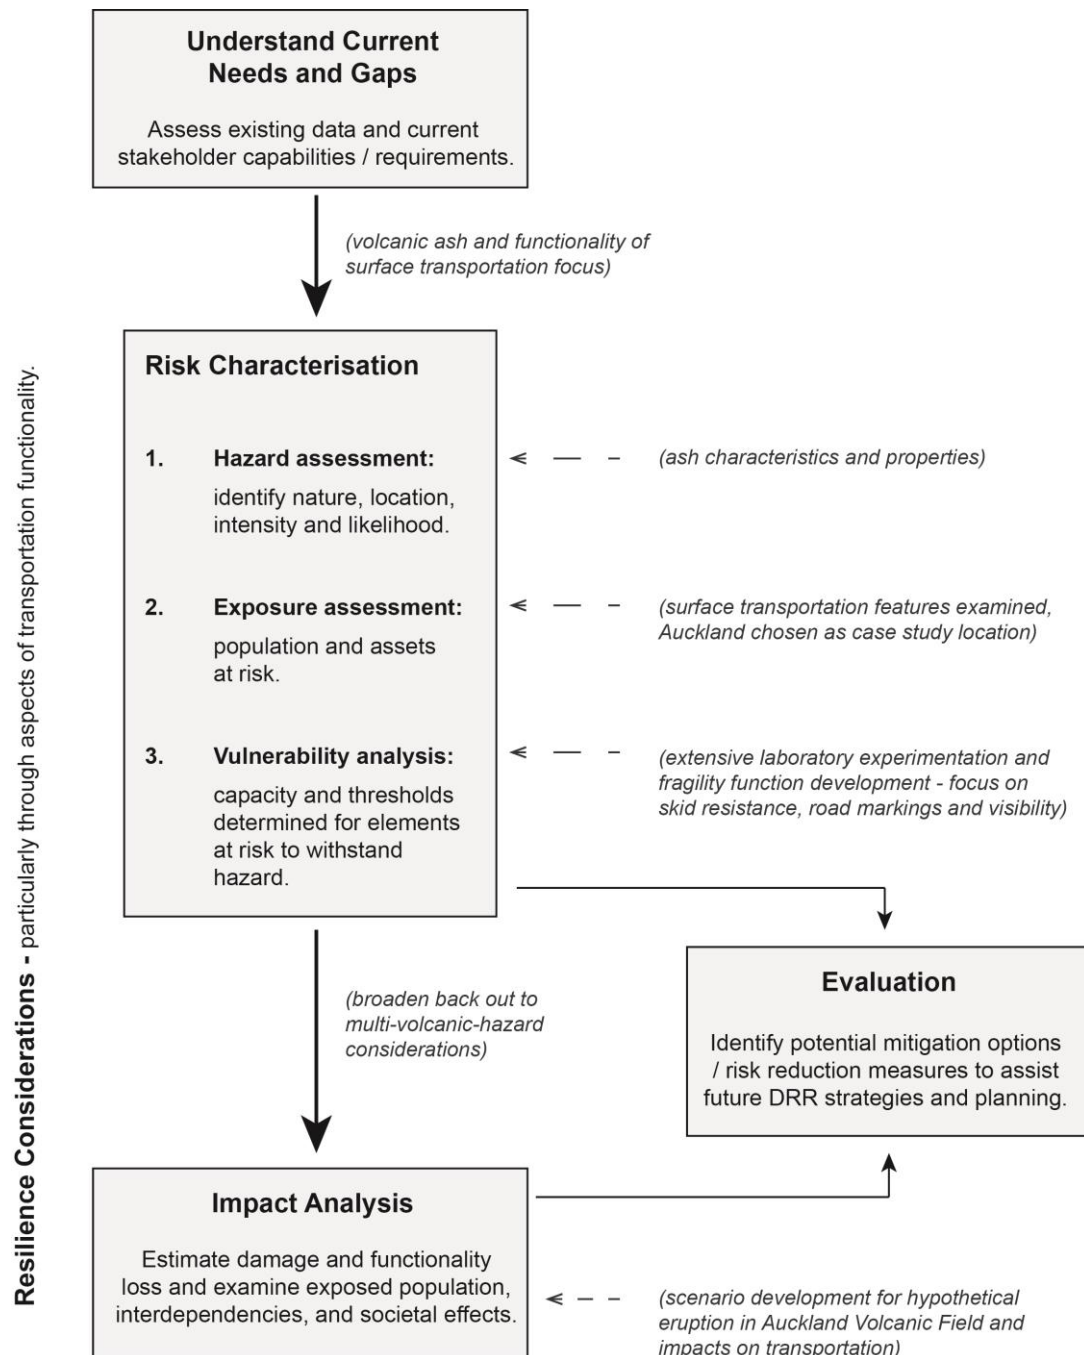 Understand Current
Needs and Gaps
Assess existing data and current
stakeholder capabilities / requirements.
(volcanic ash and functionality of
surface transportation focus)
Risk Characterisation
1. Hazard assessment:
identify nature, location,
intensity and likelihood.
(ash characteristics and properties)
2. Exposure assessment:
population and assets
at risk.
(surface transportation features examined,
Auckland chosen as case study location)
3. Vulnerability analysis:
capacity and thresholds
determined for elements
at risk to withstand
hazard.
(extensive laboratory experimentation and
fragility function development - focus on
skid resistance, road markings and visibility)
(broaden back out to
multi-volcanic-hazard
considerations)
Evaluation
Identify potential mitigation options
/ risk reduction measures to assist
future DRR strategies and planning.
Impact Analysis
Estimate damage and functionality
loss and examine exposed population,
interdependencies, and societal effects.
(scenario development for hypothetical
eruption in Auckland Volcanic Field and
impacts on transportation)
Resilience Considerations - particularly through aspects of transportation functionality.